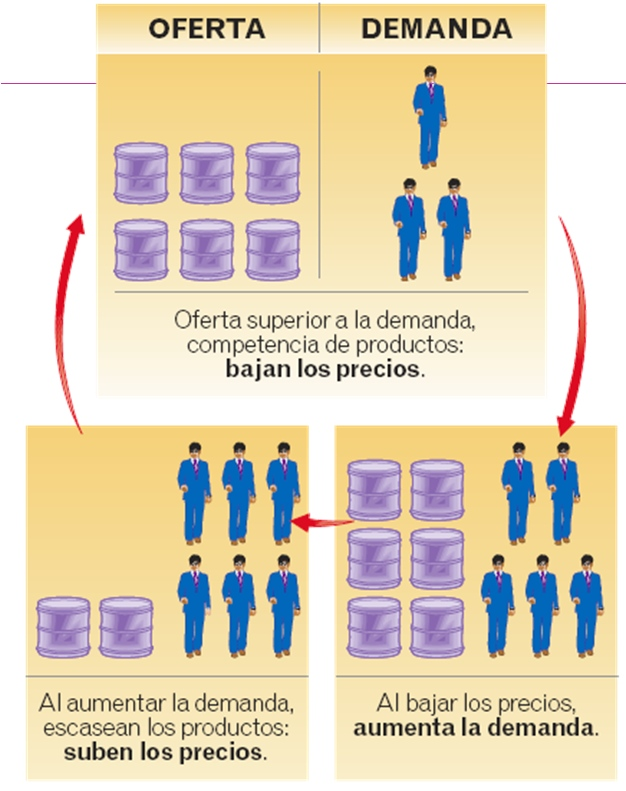 OFERTA
DEMANDA
Oferta superior a la demanda,
competencia de productos:
bajan los precios.
Al bajar los precios,
aumenta la demanda.
Al aumentar la demanda,
escasean los productos:
suben los precios.